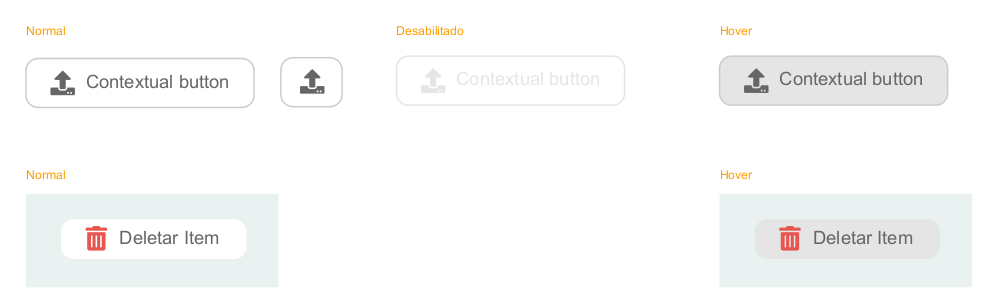 Normal
Desabilitado
Hover
Contextual button
Contextual button
Contextual button
Normal
Hover
Deletar Item
Deletar Item